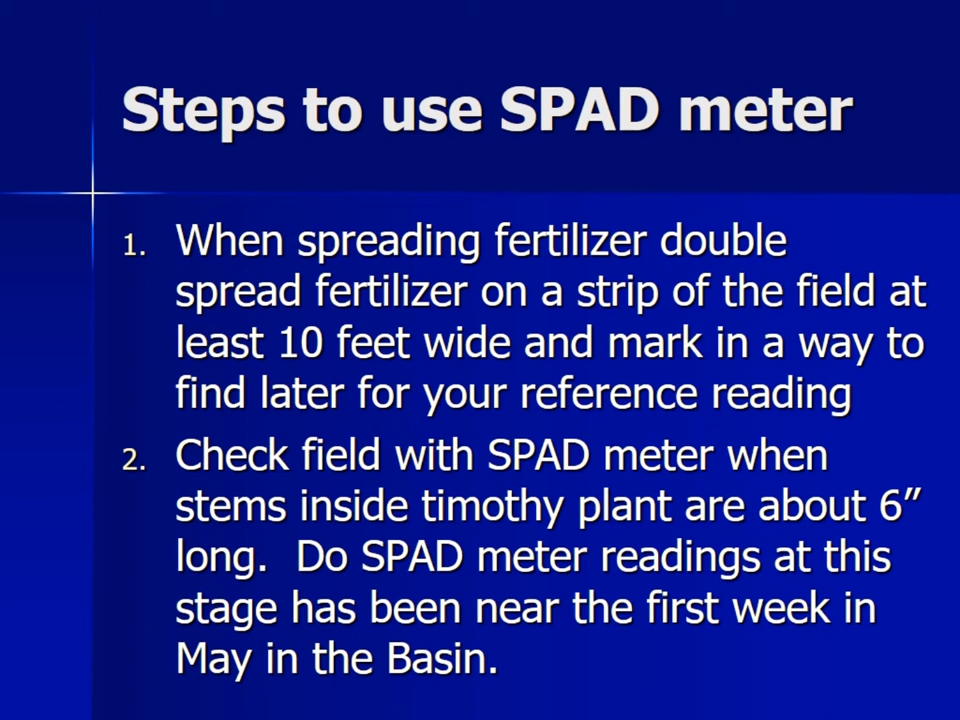 Steps to use SPAD meter
1. When spreading fertilizer double
spread fertilizer on a strip of the field at
least 10 feet wide and mark in a way to
find later for your reference reading
2. Check field with SPAD meter when
stems inside timothy plant are about 6”
long.  Do SPAD meter readings at this
stage has been near the first week in
May in the Basin.